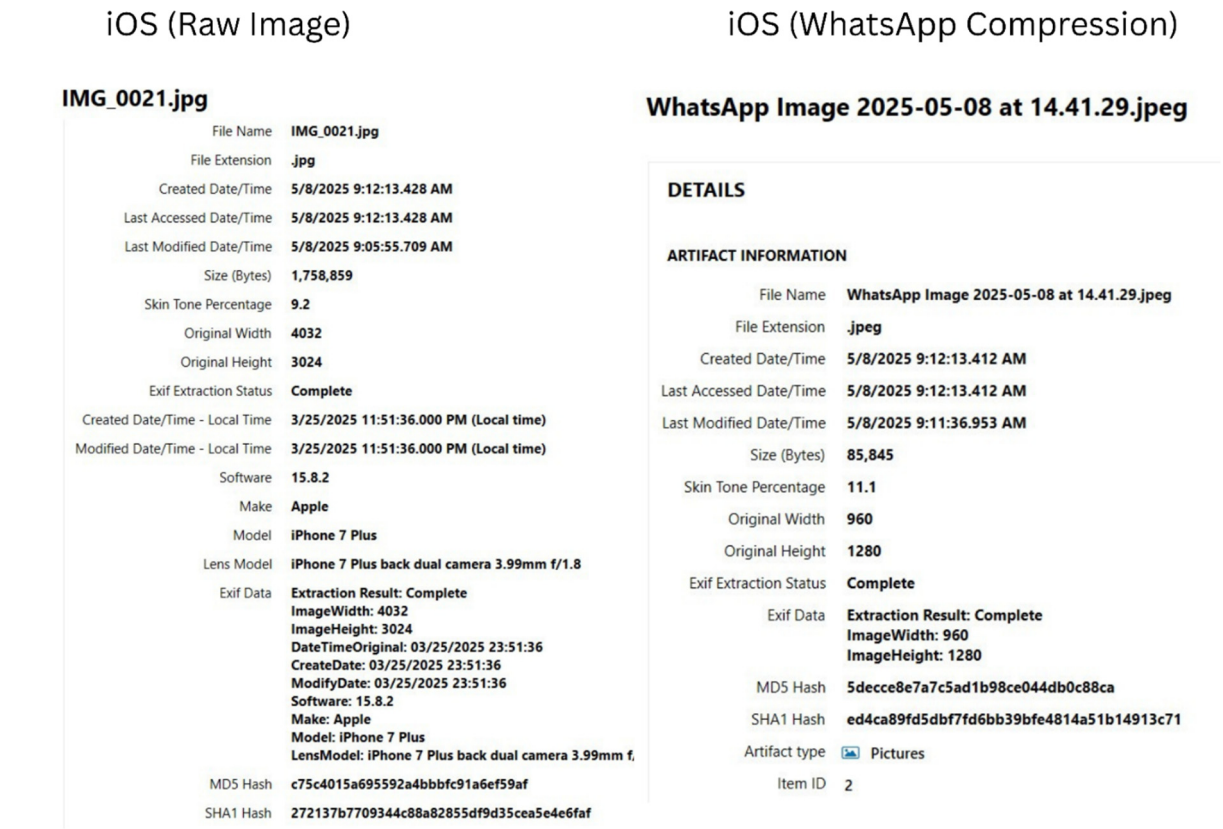 iOS (Raw Image)
IMG_0021.jpg
File Name IMG_0021.jpg
File Extension .jpg
Created Date/Time 5/8/2025 9:12:13.428 AM
Last Accessed Date/Time 5/8/2025 9:12:13.428 AM
Last Modified Date/Time 5/8/2025 9:05:55.709 AM
Size (Bytes) 1,758,859
Skin Tone Percentage 9.2
Original Width 4032
Original Height 3024
Exif Extraction Status Complete
Created Date/Time - Local Time 3/25/2025 11:51:36.000 PM (Local time)
Modified Date/Time - Local Time 3/25/2025 11:51:36.000 PM (Local time)
Software 15.8.2
Make Apple
Model iPhone 7 Plus
Lens Model iPhone 7 Plus back dual camera 3.99mm f/1.8
Exif Data Extraction Result: Complete
ImageWidth: 4032
ImageHeight: 3024
DateTimeOriginal: 03/25/2025 23:51:36
CreateDate: 03/25/2025 23:51:36
ModifyDate: 03/25/2025 23:51:36
Software: 15.8.2
Make: Apple
Model: iPhone 7 Plus
LensModel: iPhone 7 Plus back dual camera 3.99mm f,
MD5 Hash c75c4015a695592a4bbbfc91a6ef59af
SHA1 Hash 272137b7709344c88a82855df9d35cea5e4e6faf
iOS (WhatsApp Compression)
WhatsApp Image 2025-05-08 at 14.41.29.jpeg
DETAILS
ARTIFACT INFORMATION
File Name WhatsApp Image 2025-05-08 at 14.41.29.jpeg
File Extension .jpeg
Created Date/Time 5/8/2025 9:12:13.412 AM
Last Accessed Date/Time 5/8/2025 9:12:13.412 AM
Last Modified Date/Time 5/8/2025 9:11:36.953 AM
Size (Bytes) 85,845
Skin Tone Percentage 11.1
Original Width 960
Original Height 1280
Exif Extraction Status Complete
Exif Data Extraction Result: Complete
ImageWidth: 960
ImageHeight: 1280
MD5 Hash 5decce8e7a7c5ad1b98ce044db0c88ca
SHA1 Hash ed4ca89fd5dbf7fd6bb39bfe4814a51b14913c71
Artifact type Pictures
Item ID 2